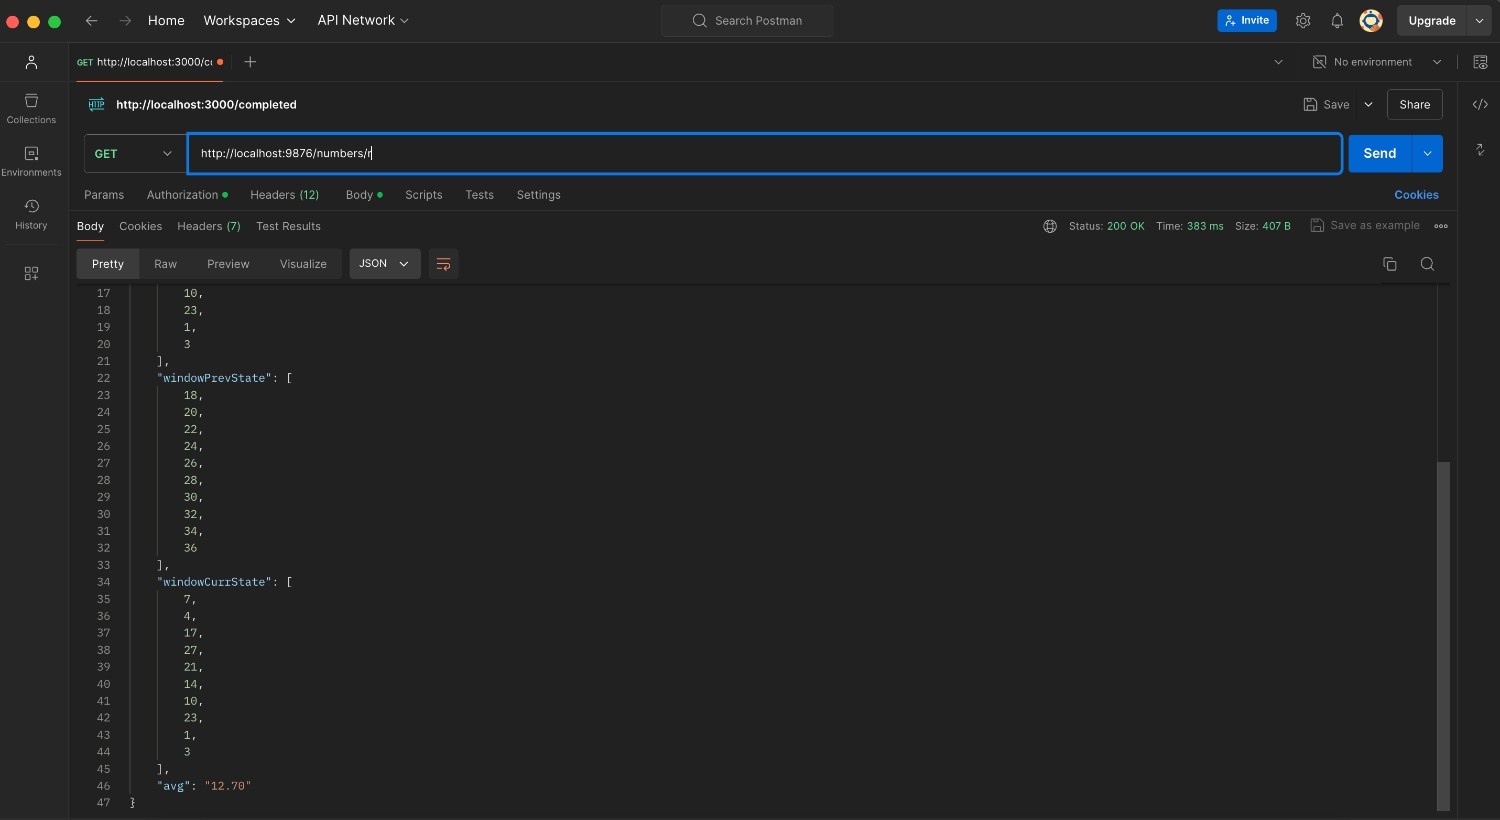 Home Workspaces API Network Search Postman Invite Upgrade
GET http://localhost:3000/c No environment
http://localhost:3000/completed Save Share
Collections
GET http://localhost:9876/numbers/r Send
Environments
Params Authorization Headers (12) Body Scripts Tests Settings Cookies
History
Body Cookies Headers (7) Test Results Status: 200 OK Time: 383 ms Size: 407 B Save as example
Pretty Raw Preview Visualize JSON
17 10,
18 23,
19 1,
20 3
21 ],
22 "windowPrevState": [
23 18,
24 20,
25 22,
26 24,
27 26,
28 28,
29 30,
30 32,
31 34,
32 36
33 ],
34 "windowCurrState": [
35 7,
36 4,
37 17,
38 27,
39 21,
40 14,
41 10,
42 23,
43 1,
44 3
45 ],
46 "avg": "12.70"
47 }